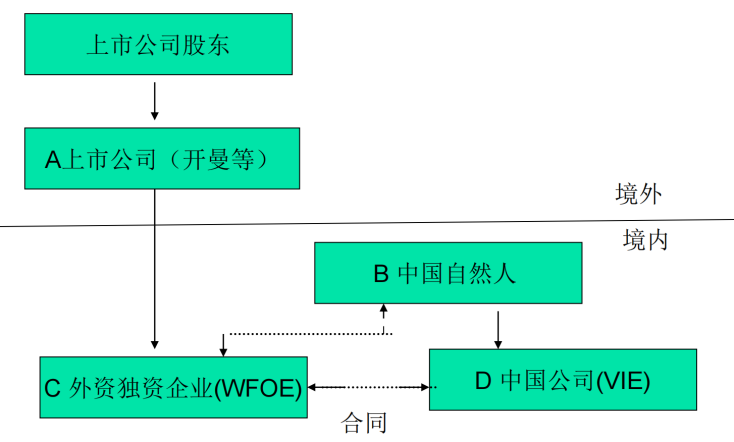 上市公司股东
A上市公司（开曼等）
境外
境内
B 中国自然人
C 外资独资企业(WFOE)
D 中国公司(VIE)
合同